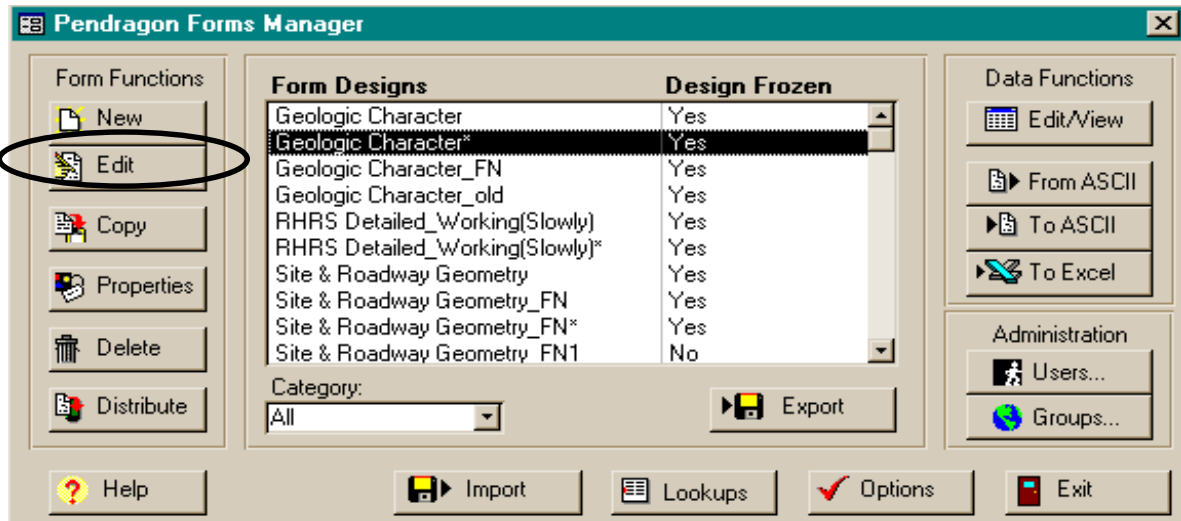 Pendragon Forms Manager
Form Functions
New
Edit
Copy
Properties
Delete
Distribute
Form Designs Design Frozen
Geologic Character Yes
Geologic Character* Yes
Geologic Character_FN Yes
Geologic Character_old Yes
RHRS Detailed_Working(Slowly) Yes
RHRS Detailed_Working(Slowly)* Yes
Site & Roadway Geometry Yes
Site & Roadway Geometry_FN Yes
Site & Roadway Geometry_FN* Yes
Site & Roadway Geometry_FN1 No
Category:
All
Export
Data Functions
Edit/View
From ASCII
To ASCII
To Excel
Administration
Users...
Groups...
Help
Import
Lookups
Options
Exit